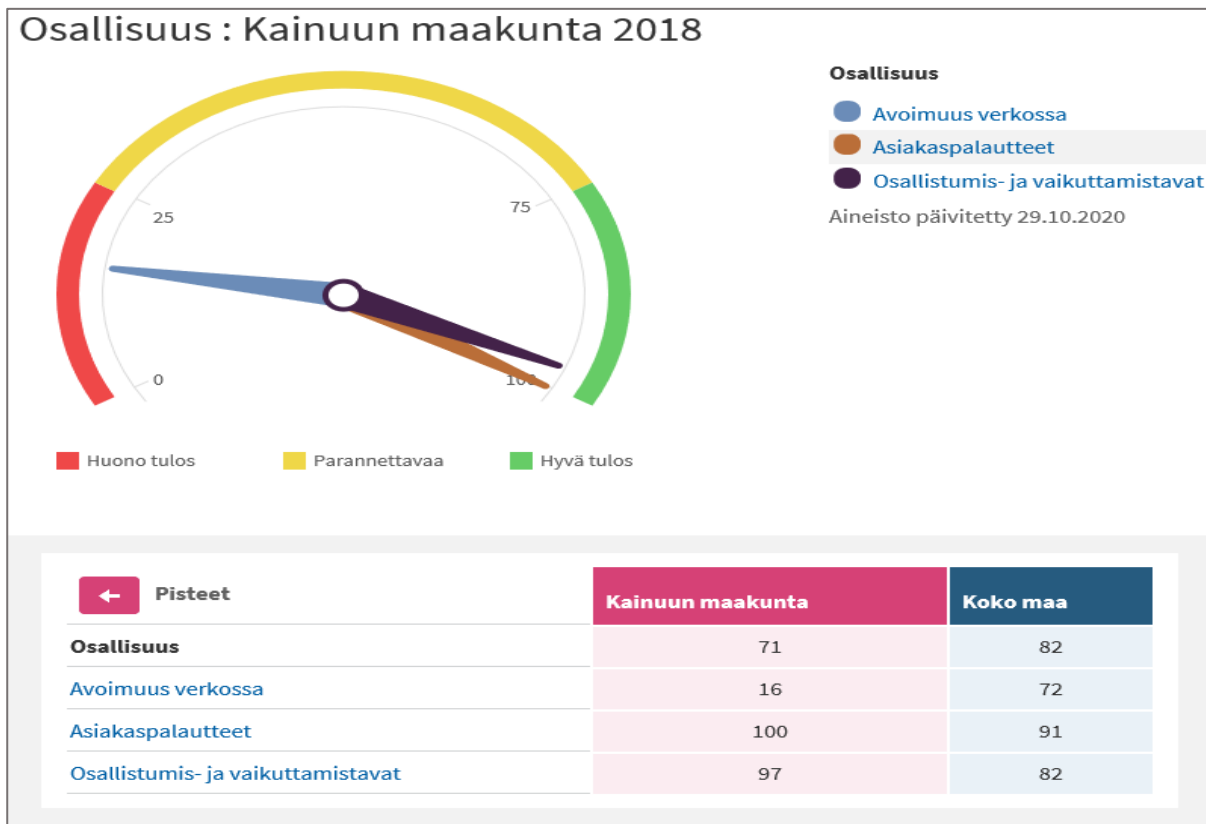 Osallisuus : Kainuun maakunta 2018
Osallisuus
Avoimuus verkossa
Asiakaspalautteet
Osallistumis- ja vaikuttamistavat
Aineisto päivitetty 29.10.2020
25
75
0
100
Huono tulos
Parannettavaa
Hyvä tulos
Pisteet Kainuun maakunta Koko maa
Osallisuus 71 82
Avoimuus verkossa 16 72
Asiakaspalautteet 100 91
Osallistumis- ja vaikuttamistavat 97 82